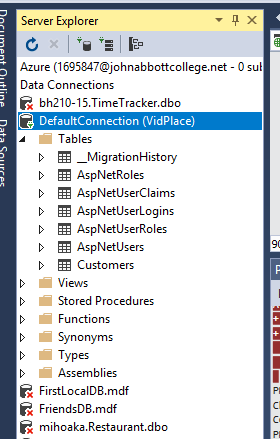 Server Explorer
Azure (1695847@johnabbottcollege.net - 0 sub
Data Connections
bh210-15.TimeTracker.dbo
DefaultConnection (VidPlace)
Tables
__MigrationHistory
AspNetRoles
AspNetUserClaims
AspNetUserLogins
AspNetUserRoles
AspNetUsers
Customers
Views
Stored Procedures
Functions
Synonyms
Types
Assemblies
FirstLocalDB.mdf
FriendsDB.mdf
mihoaka.Restaurant.dbo
Document Outline
Data Sources
90
P